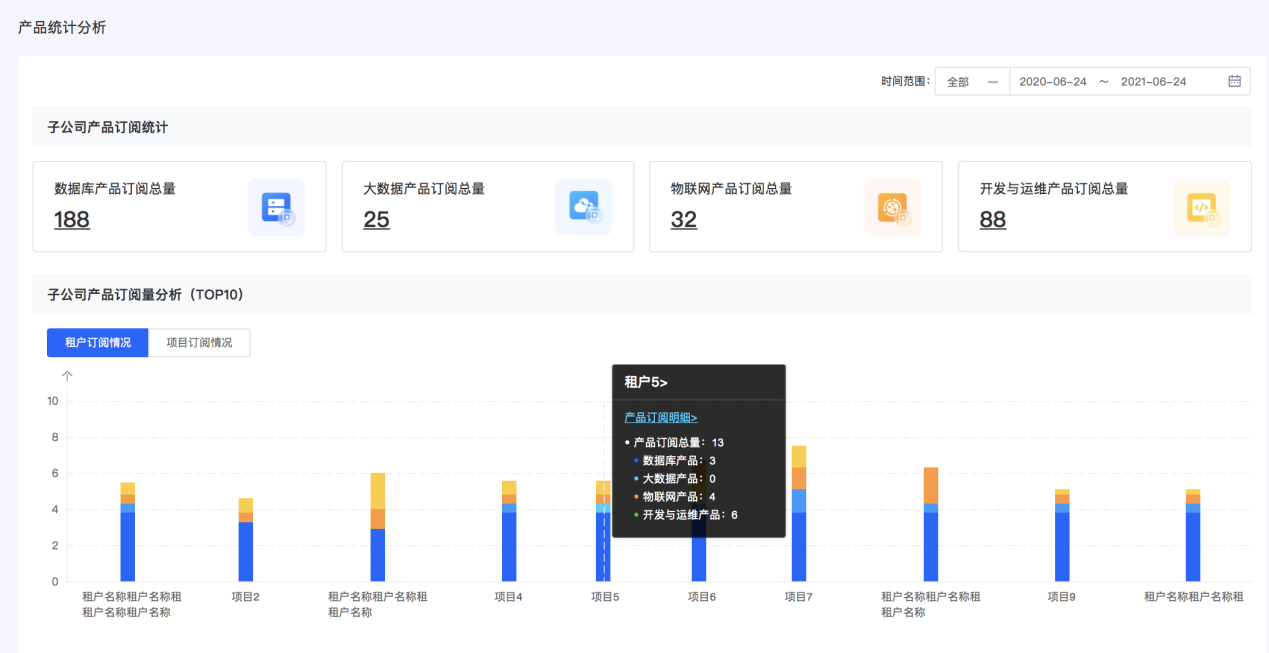 产品统计分析
时间范围： 全部 2020-06-24 ~ 2021-06-24
子公司产品订阅统计
数据库产品订阅总量
188
大数据产品订阅总量
25
物联网产品订阅总量
32
开发与运维产品订阅总量
88
子公司产品订阅量分析（TOP10）
租户订阅情况 项目订阅情况
个
10
8
6
4
2
0
租户5>
产品订阅明细>
• 产品订阅总量：13
• 数据库产品：3
• 大数据产品：0
• 物联网产品：4
• 开发与运维产品：6
租户名称租户名称租
租户名称租户名称
项目2
租户名称租户名称租
租户名称
项目4
项目5
项目6
项目7
租户名称租户名称租
租户名称
项目9
租户名称租户名称租